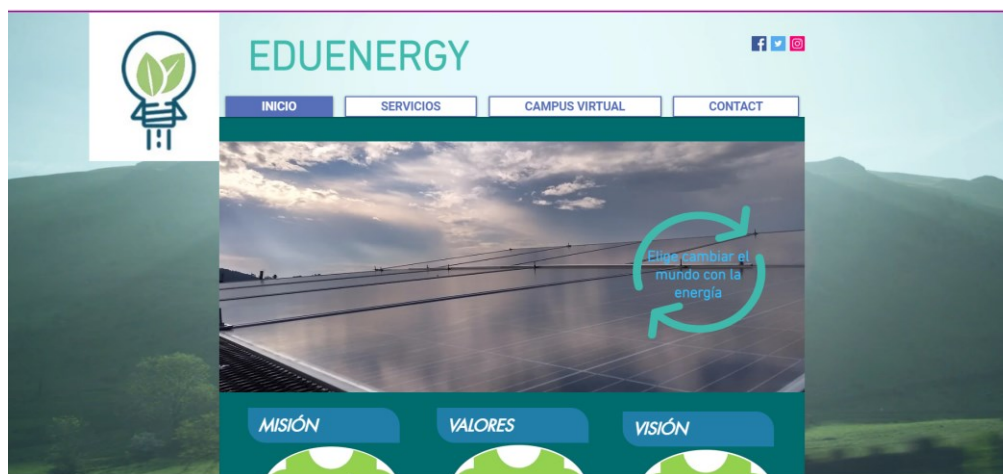 EDUENERGY
INICIO
SERVICIOS
CAMPUS VIRTUAL
CONTACT
Elige cambiar el
mundo con la
energía
MISIÓN
VALORES
VISIÓN